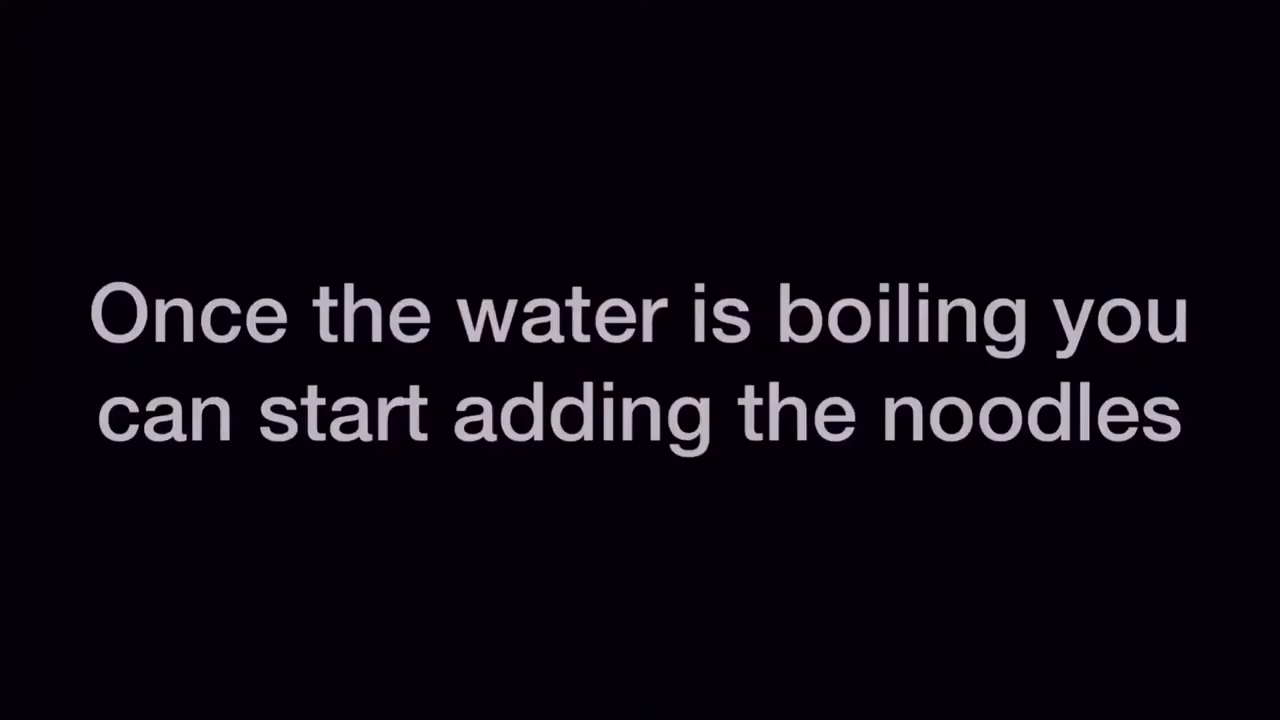 Once the water is boiling you
can start adding the noodles